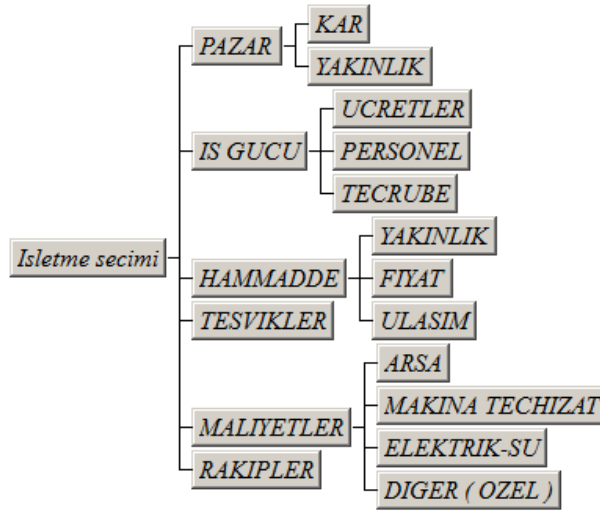 Isletme secimi
PAZAR
KAR
YAKINLIK
IS GUCU
UCRETLER
PERSONEL
TECRUBE
HAMMADDE
YAKINLIK
FIYAT
ULASIM
TESVIKLER
MALIYETLER
ARSA
MAKINA TECHIZAT
ELEKTRIK-SU
DIGER ( OZEL )
RAKIPLER